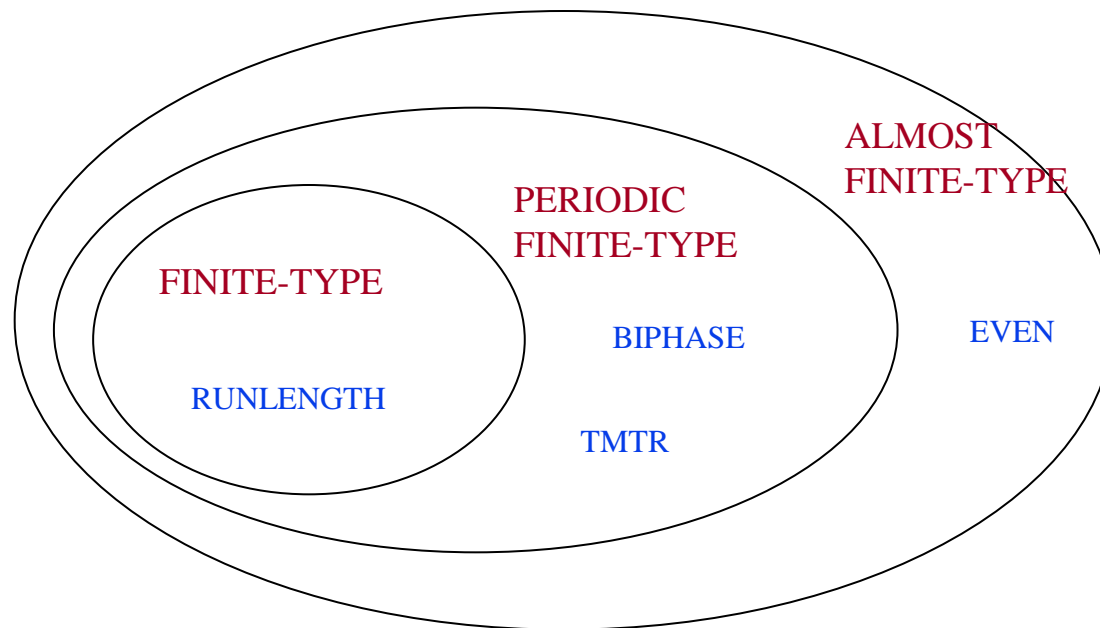 ALMOST
FINITE-TYPE
PERIODIC
FINITE-TYPE
FINITE-TYPE
BIPHASE
EVEN
RUNLENGTH
TMTR